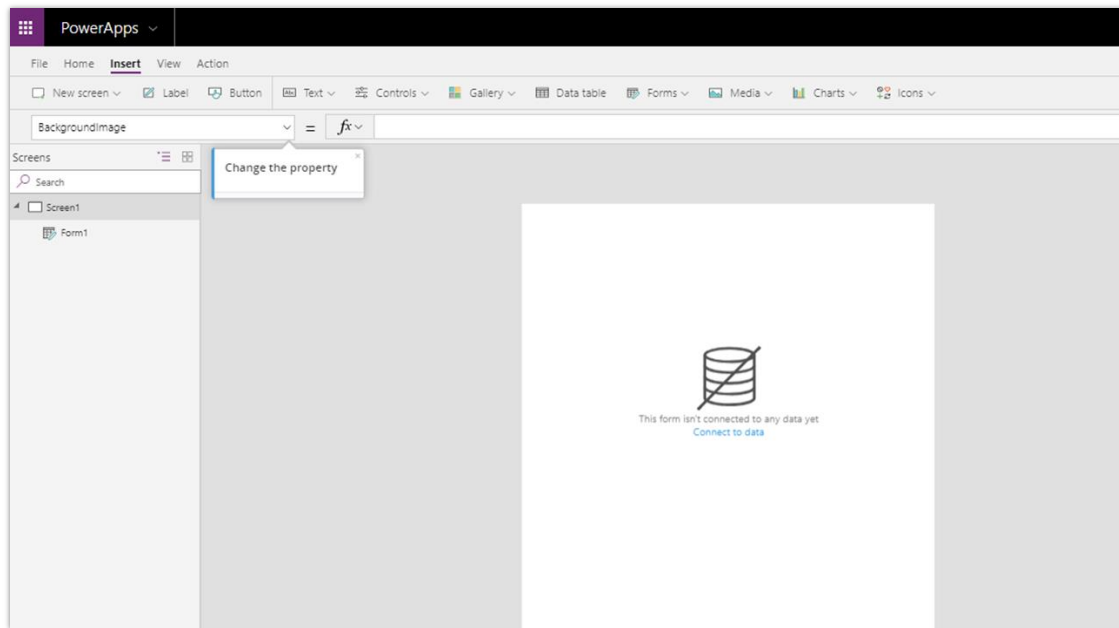 PowerApps
File Home Insert View Action
New screen Label Button Text Controls Gallery Data table Forms Media Charts Icons
BackgroundImage = fx
Screens
Change the property
Search
Screen1
Form1
This form isn't connected to any data yet
Connect to data